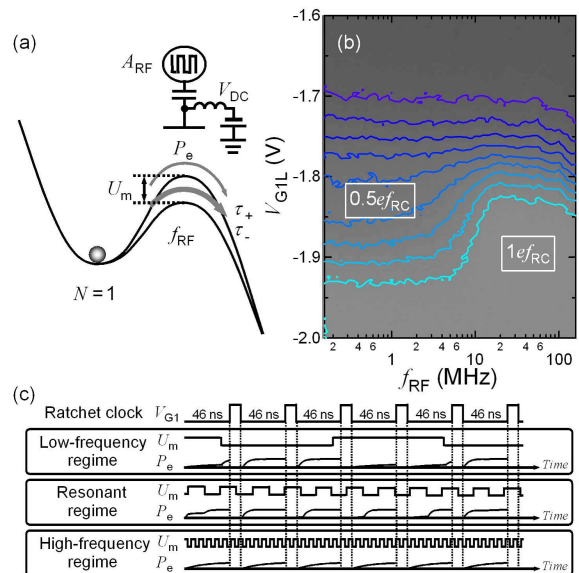 (a)
A_RF
V_DC
P_e
U_m
τ_+
τ_-
f_RF
N = 1
(b)
-1.6
-1.7
-1.8
-1.9
-2.0
V_G1L (V)
0.5ef_RC
1ef_RC
2 4 6 1 2 4 6 10 2 4 6 100
f_RF (MHz)
(c)
Ratchet clock V_G1 46 ns 46 ns 46 ns 46 ns 46 ns 46 ns
Low-frequency regime U_m
P_e Time
Resonant regime U_m
P_e Time
High-frequency regime U_m
P_e Time